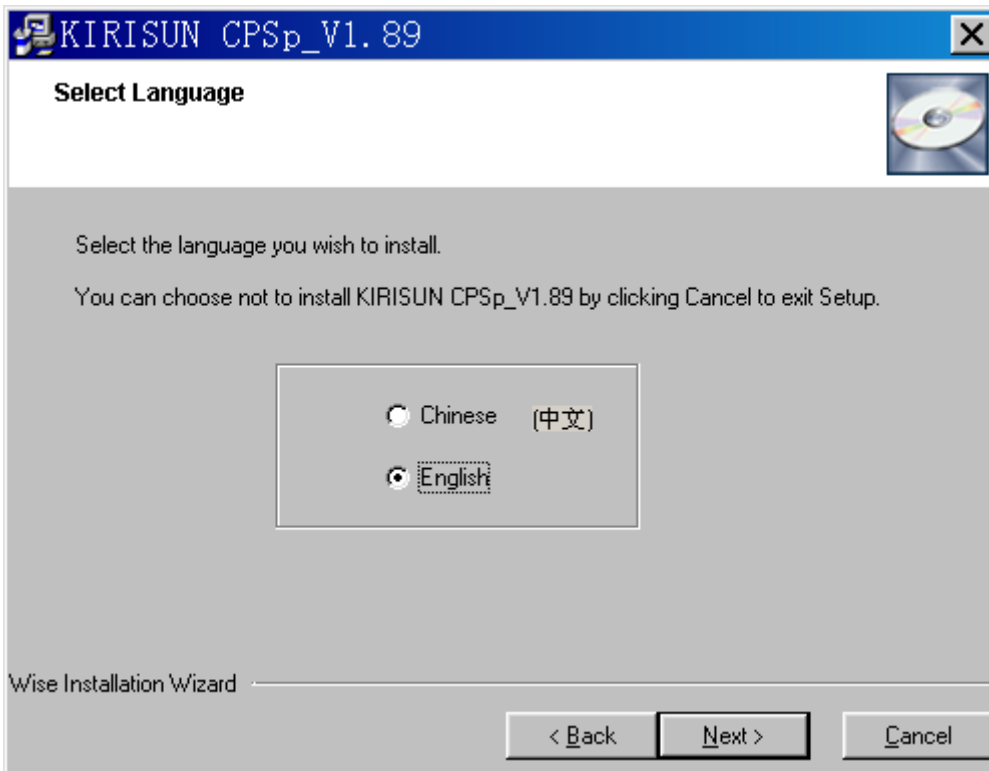 KIRISUN CPSp_V1.89
Select Language
Select the language you wish to install.
You can choose not to install KIRISUN CPSp_V1.89 by clicking Cancel to exit Setup.
Chinese (中文)
English
Wise Installation Wizard
< Back Next > Cancel